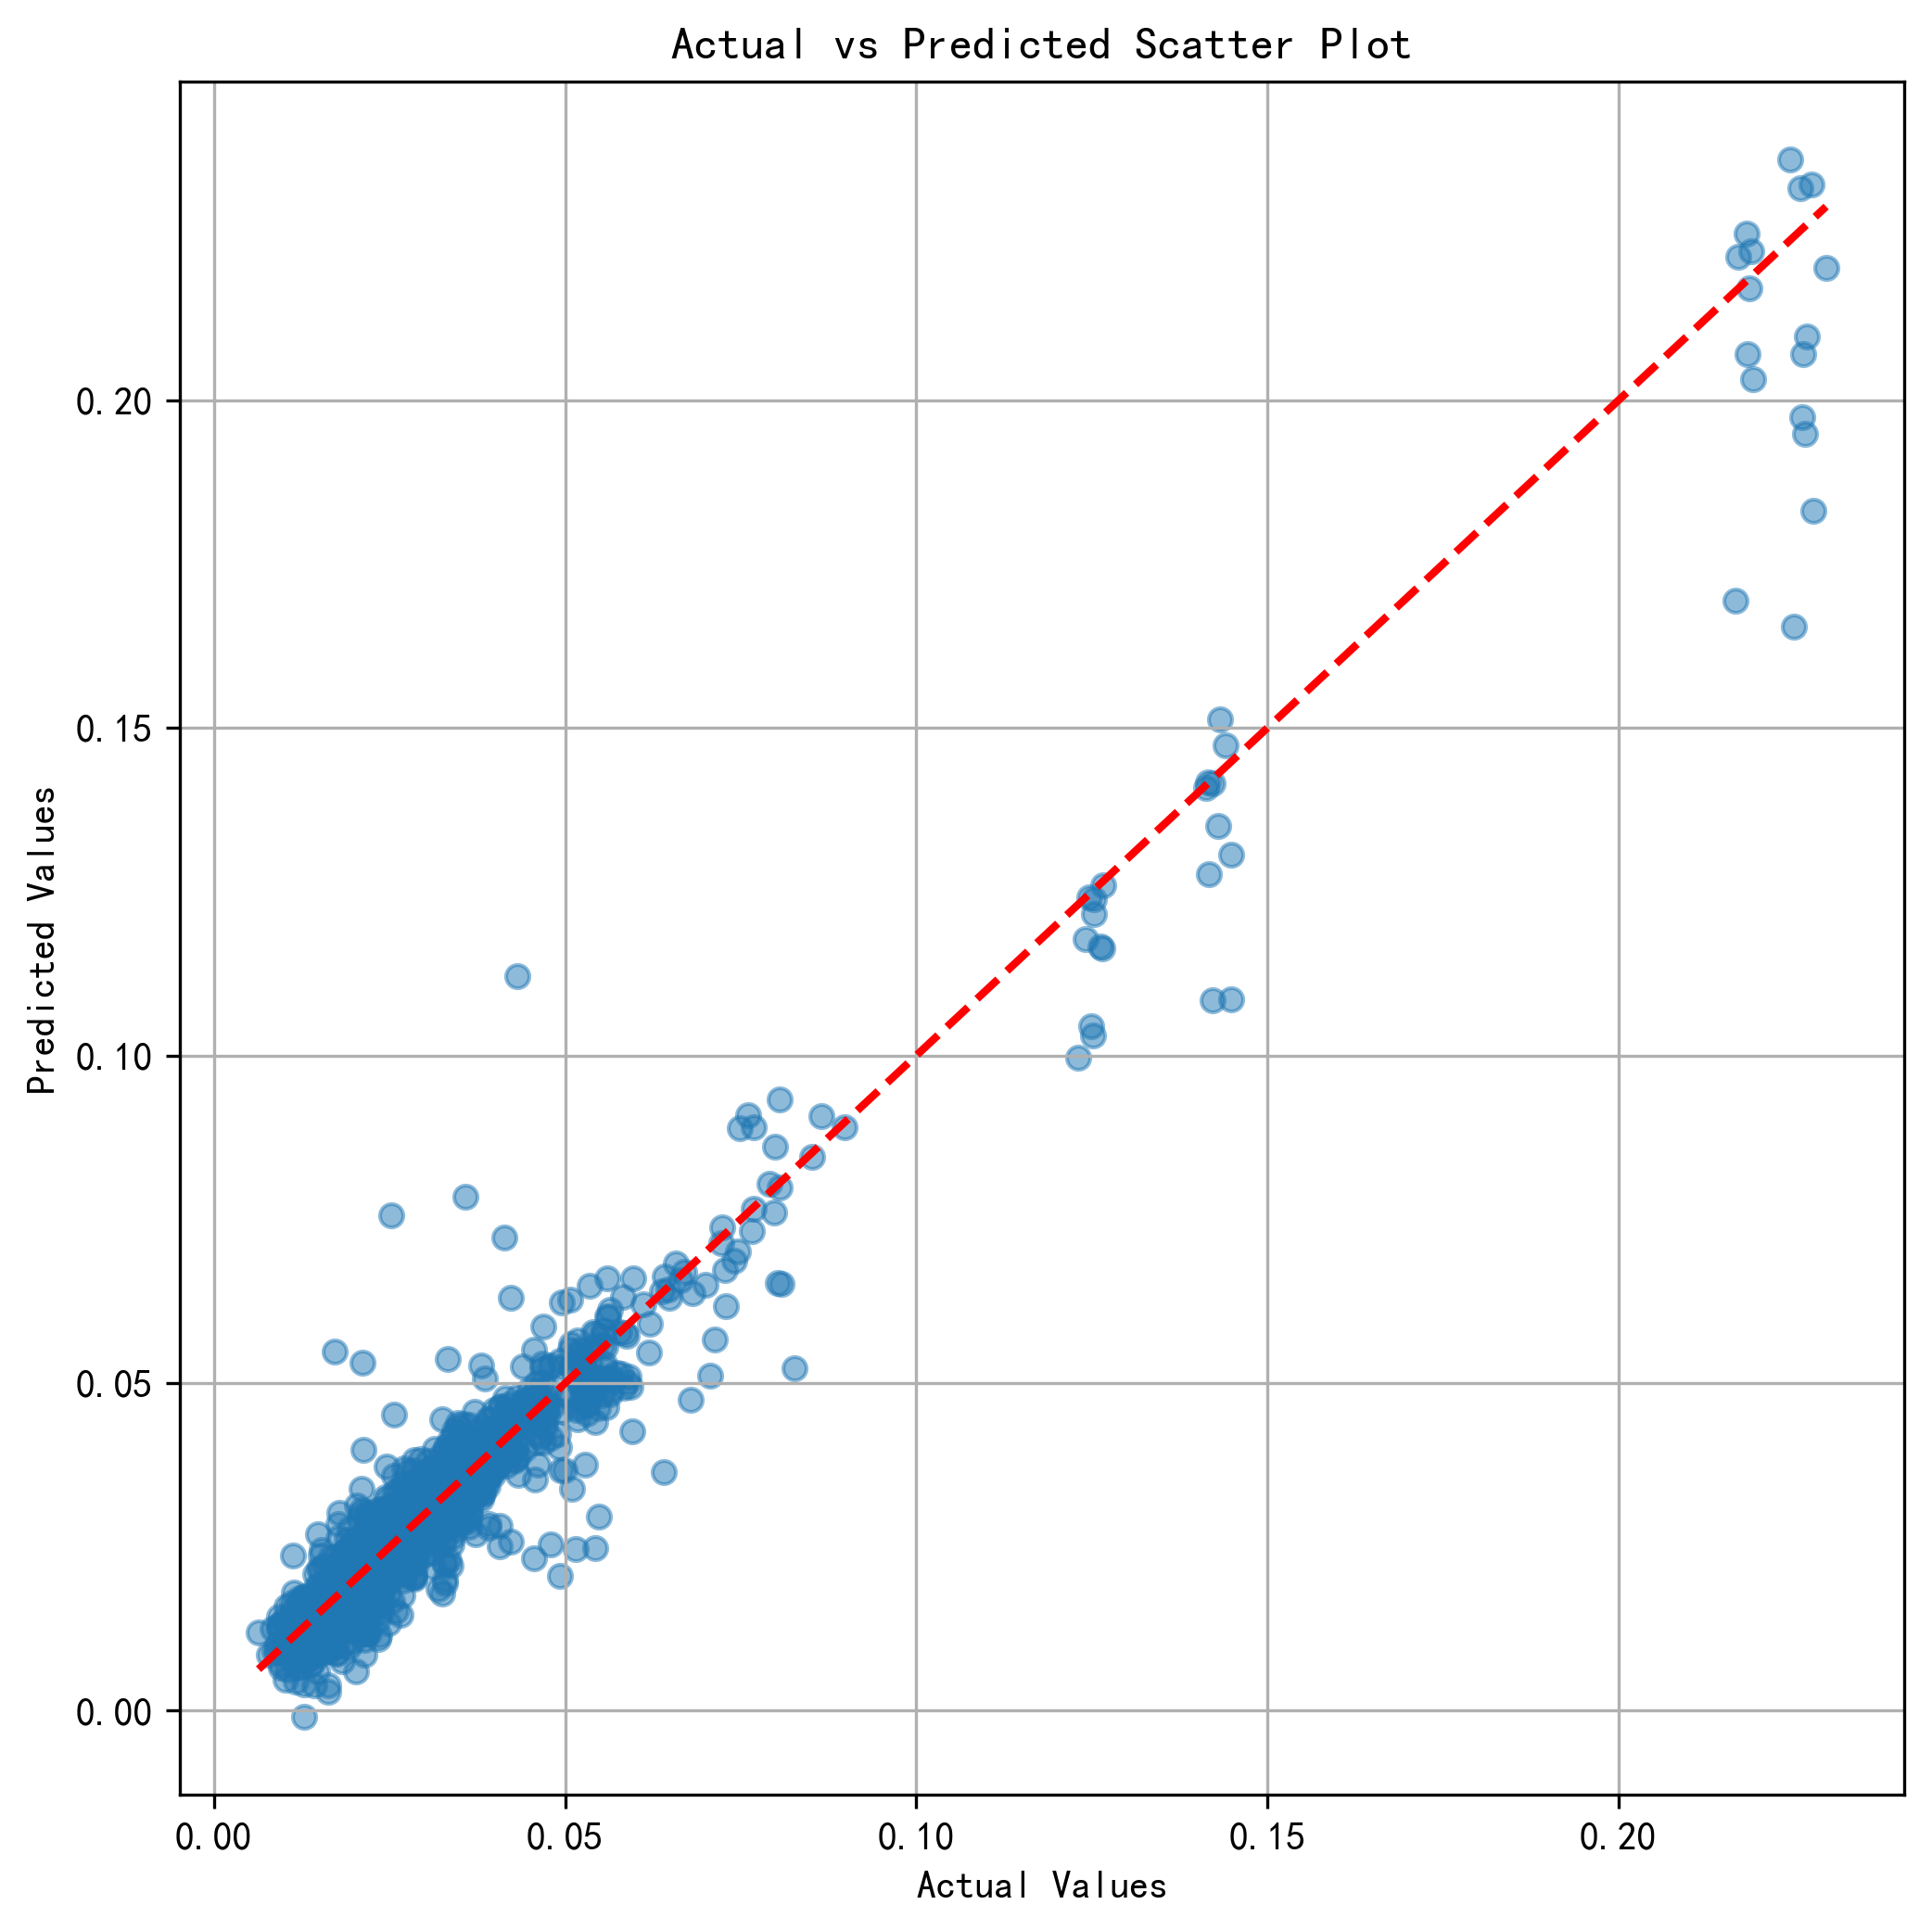 Actual vs Predicted Scatter Plot
Predicted Values
0.20
0.15
0.10
0.05
0.00
0.00 0.05 0.10 0.15 0.20
Actual Values